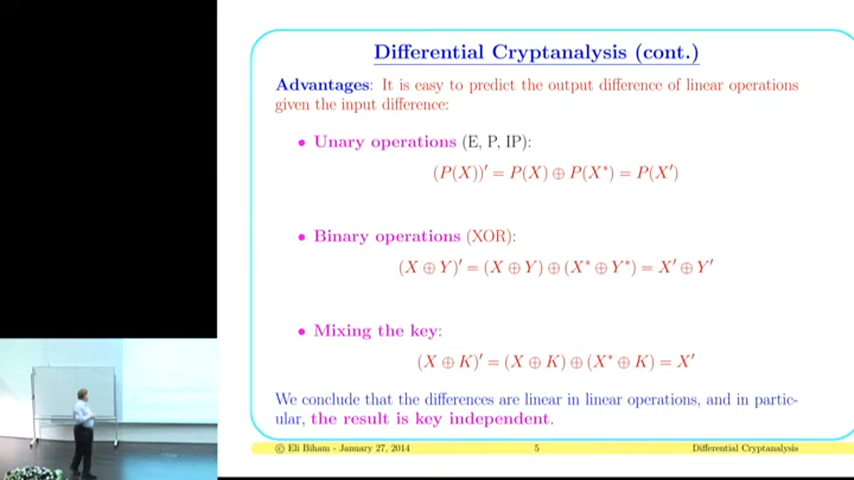 Differential Cryptanalysis (cont.)
Advantages: It is easy to predict the output difference of linear operations
given the input difference:
• Unary operations (E, P, IP):
(P(X))′ = P(X) ⊕ P(X*) = P(X′)
• Binary operations (XOR):
(X ⊕ Y)′ = (X ⊕ Y) ⊕ (X* ⊕ Y*) = X′ ⊕ Y′
• Mixing the key:
(X ⊕ K)′ = (X ⊕ K) ⊕ (X* ⊕ K) = X′
We conclude that the differences are linear in linear operations, and in partic-
ular, the result is key independent.
© Eli Biham - January 27, 2014 5 Differential Cryptanalysis